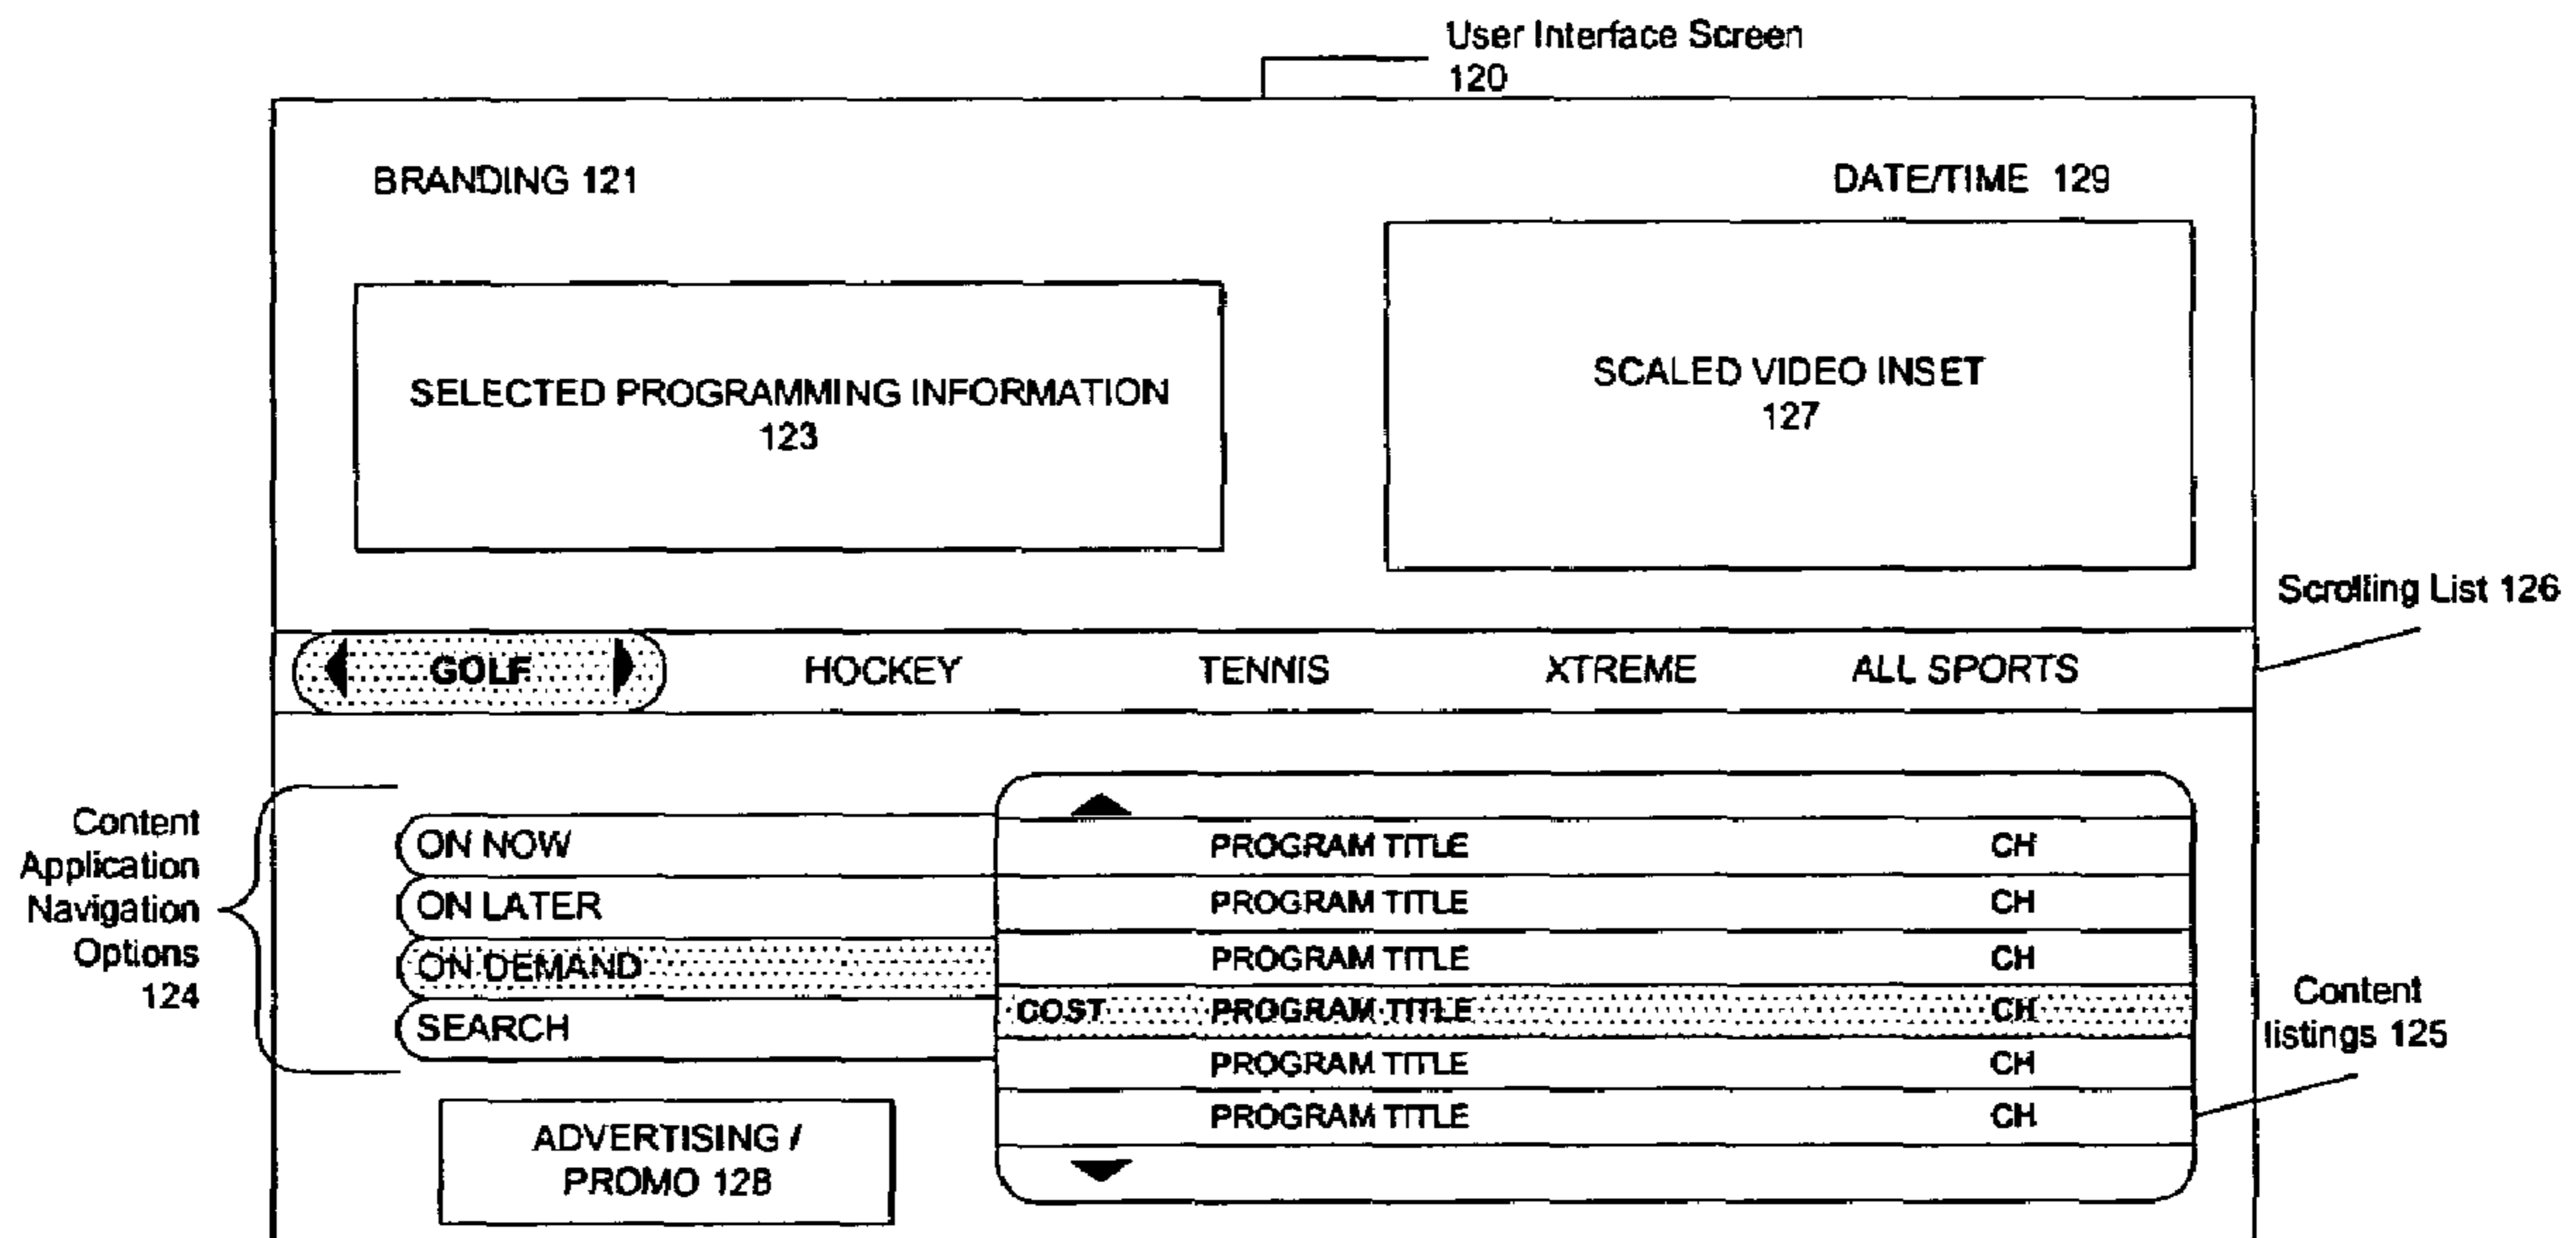 User Interface Screen
120
BRANDING 121
DATE/TIME 129
SELECTED PROGRAMMING INFORMATION
123
SCALED VIDEO INSET
127
Scrolling List 126
GOLF HOCKEY TENNIS XTREME ALL SPORTS
Content
Application
Navigation
Options
124
ON NOW
ON LATER
ON DEMAND
SEARCH
PROGRAM TITLE CH
PROGRAM TITLE CH
PROGRAM TITLE CH
COST PROGRAM TITLE CH
PROGRAM TITLE CH
PROGRAM TITLE CH
Content
listings 125
ADVERTISING /
PROMO 128